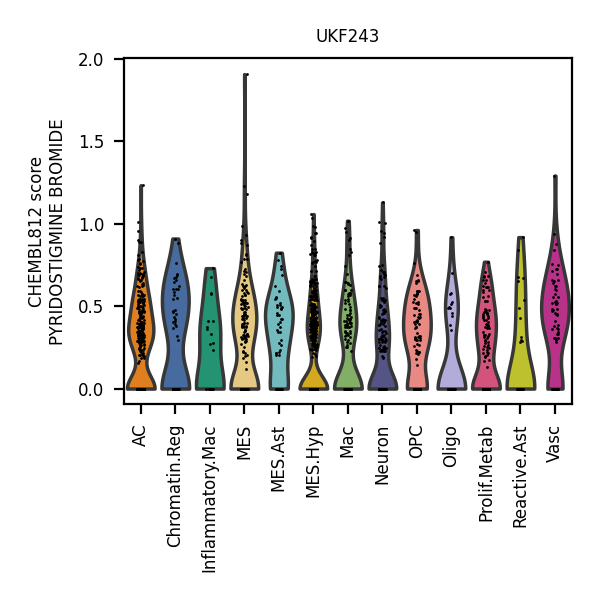 UKF243
CHEMBL812 score
PYRIDOSTIGMINE BROMIDE
2.0
1.5
1.0
0.5
0.0
AC
Chromatin.Reg
Inflammatory.Mac
MES
MES.Ast
MES.Hyp
Mac
Neuron
OPC
Oligo
Prolif.Metab
Reactive.Ast
Vasc